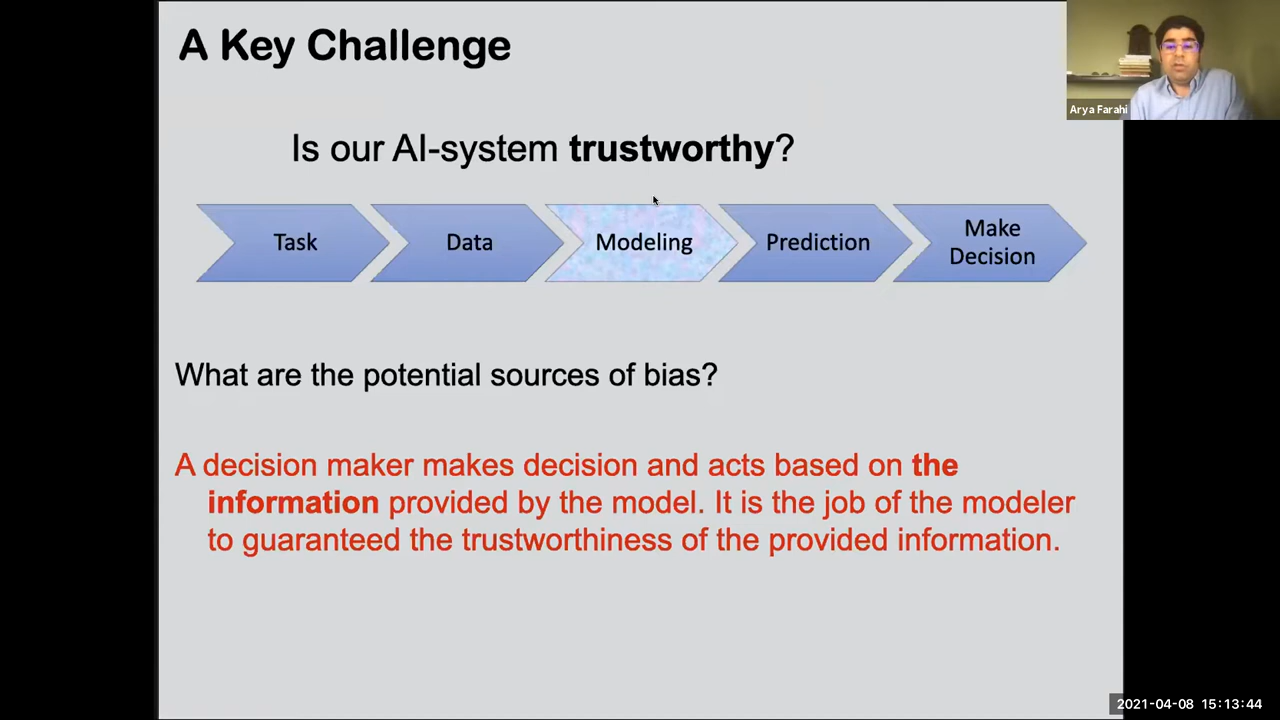 A Key Challenge
Arya Farahi
Is our AI-system trustworthy?
Task
Data
Modeling
Prediction
Make
Decision
What are the potential sources of bias?
A decision maker makes decision and acts based on the
information provided by the model. It is the job of the modeler
to guaranteed the trustworthiness of the provided information.
2021-04-08 15:13:44